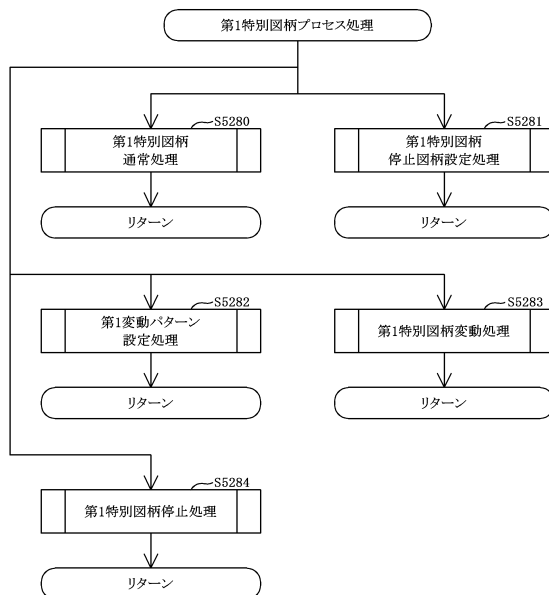 第1特別図柄プロセス処理
S5280
第1特別図柄
通常処理
リターン
S5281
第1特別図柄
停止図柄設定処理
リターン
S5282
第1変動パターン
設定処理
リターン
S5283
第1特別図柄変動処理
リターン
S5284
第1特別図柄停止処理
リターン